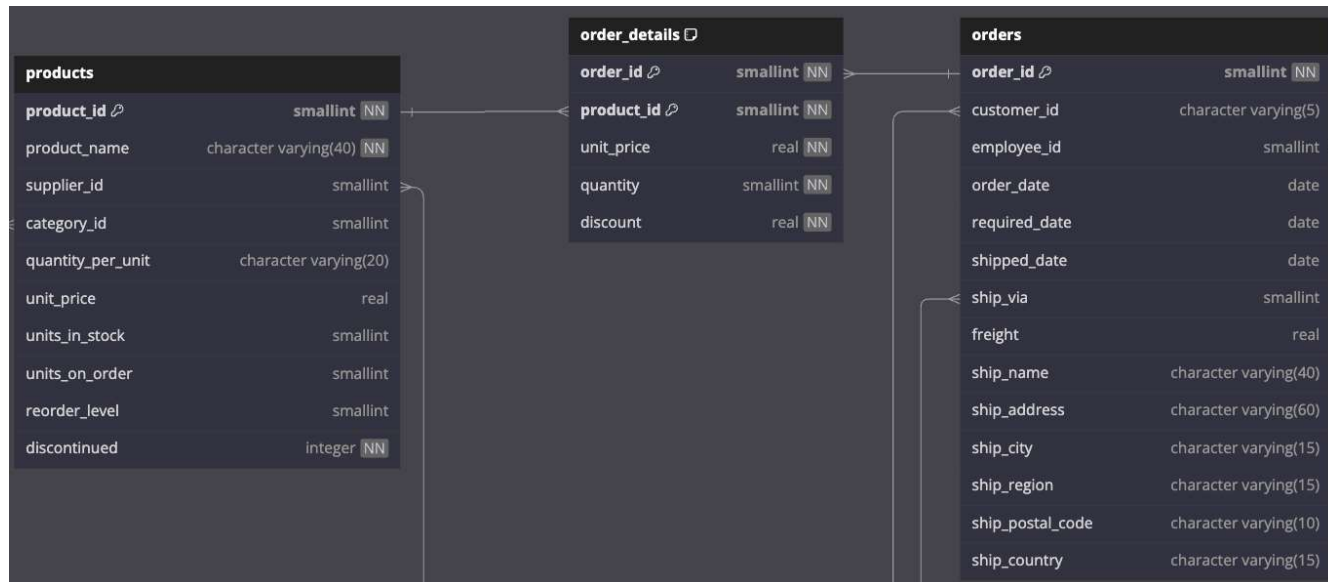 products
product_id smallint NN
product_name character varying(40) NN
supplier_id smallint
category_id smallint
quantity_per_unit character varying(20)
unit_price real
units_in_stock smallint
units_on_order smallint
reorder_level smallint
discontinued integer NN
order_details
order_id smallint NN
product_id smallint NN
unit_price real NN
quantity smallint NN
discount real NN
orders
order_id smallint NN
customer_id character varying(5)
employee_id smallint
order_date date
required_date date
shipped_date date
ship_via smallint
freight real
ship_name character varying(40)
ship_address character varying(60)
ship_city character varying(15)
ship_region character varying(15)
ship_postal_code character varying(10)
ship_country character varying(15)